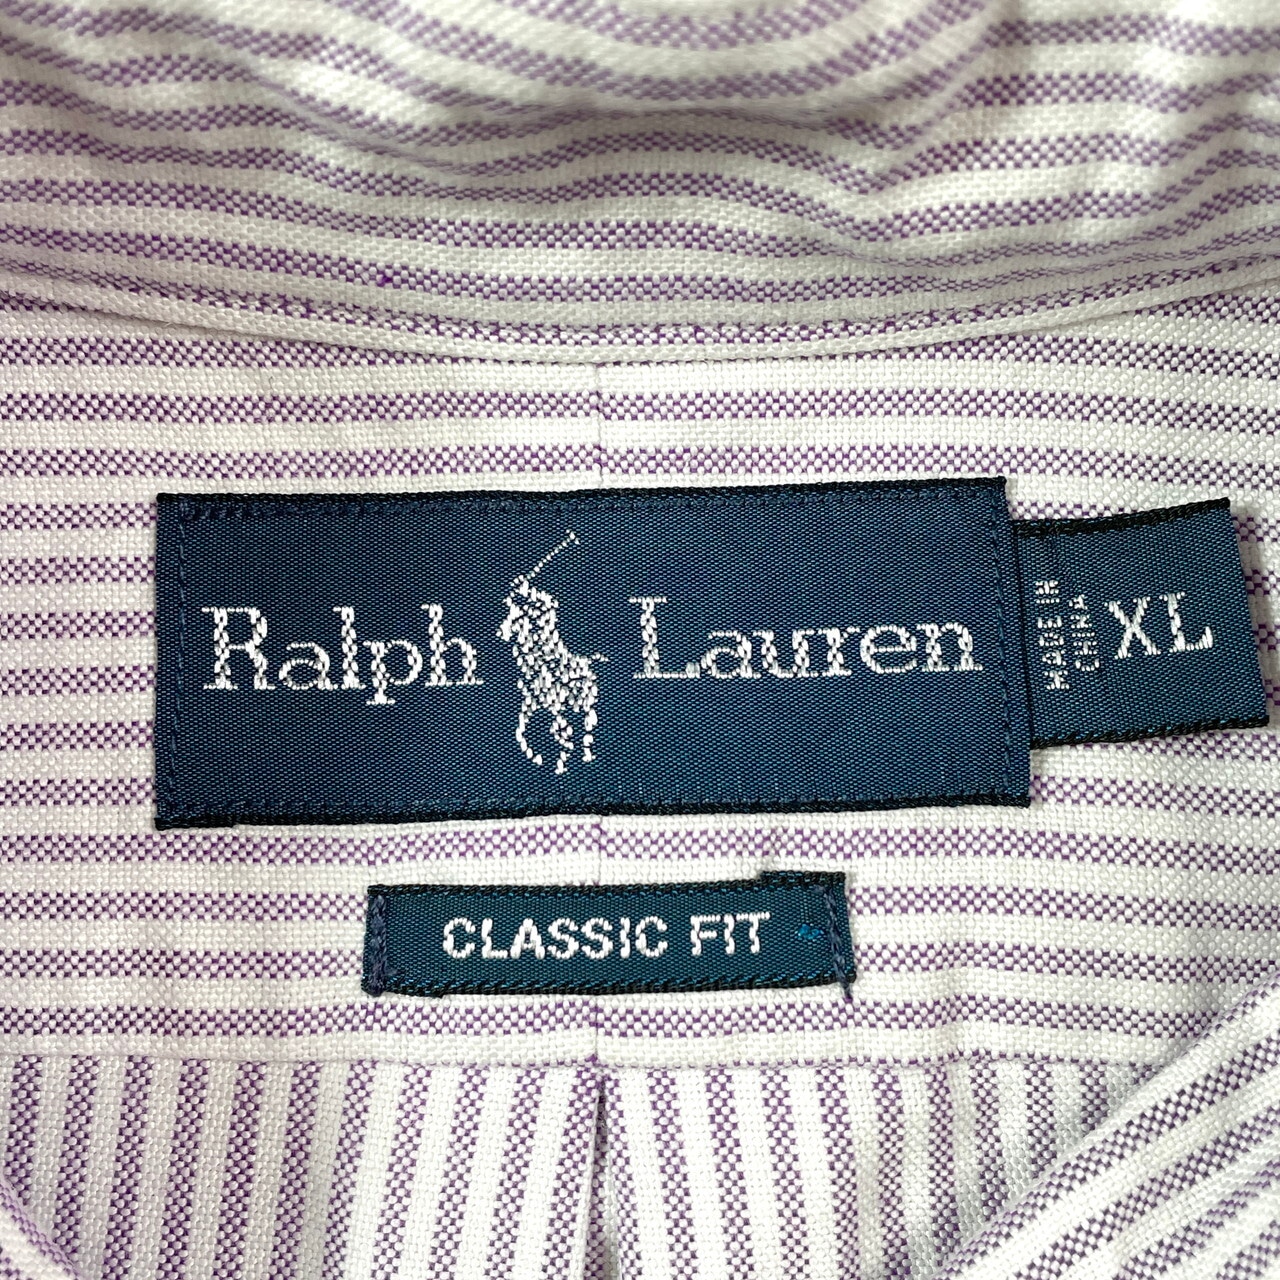 Ralph Lauren
MADE IN
CHINA
XL
CLASSIC FIT